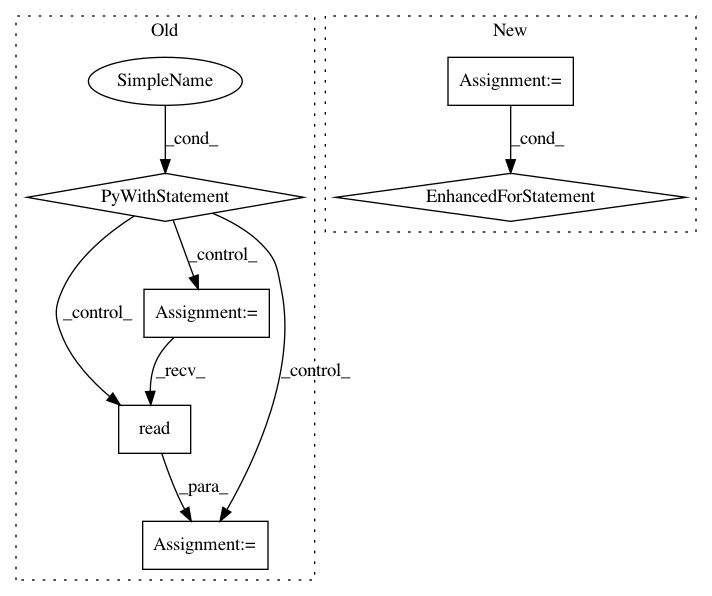 Old
New
SimpleName
Assignment:=
_cond_
_cond_
PyWithStatement
EnhancedForStatement
_control_
_control_
Assignment:=
_control_
_recv_
read
_para_
Assignment:=